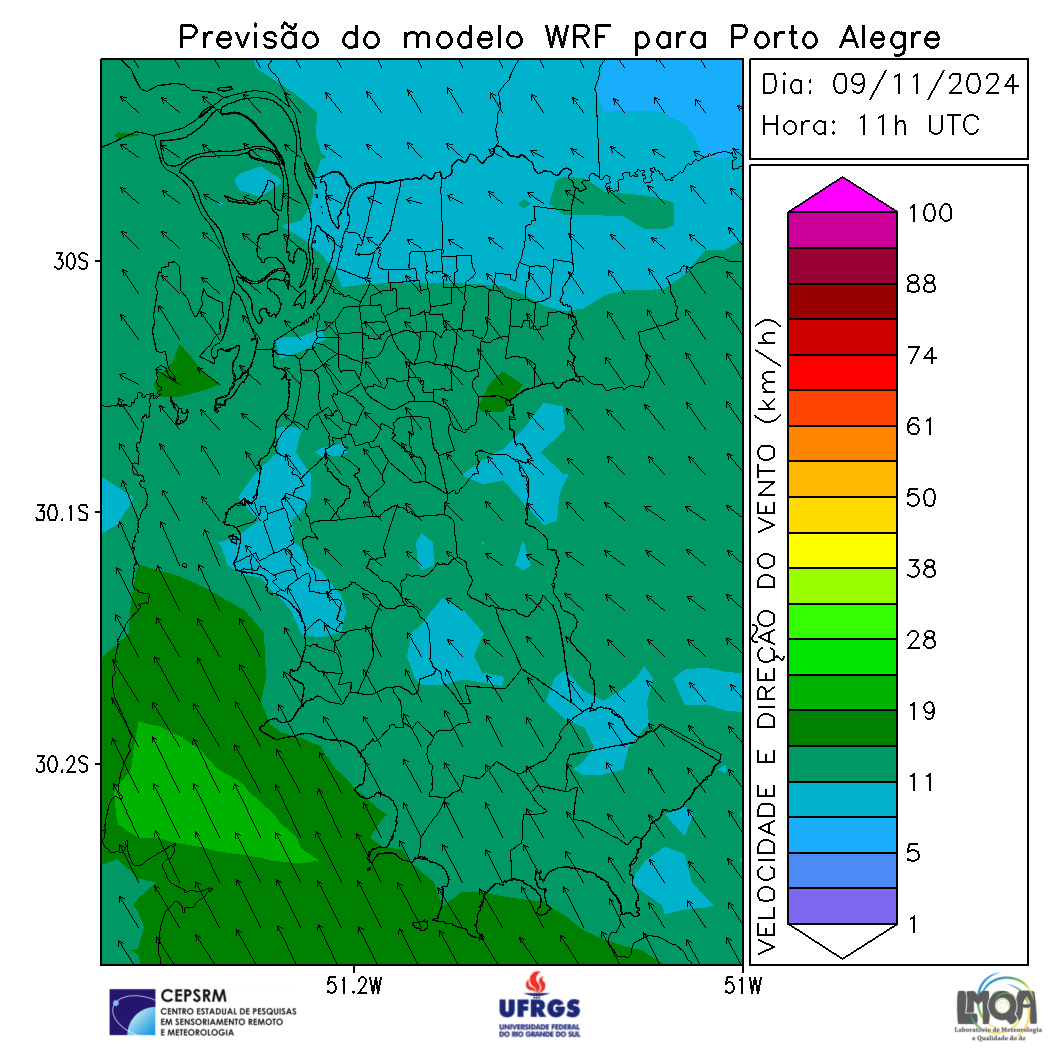 Previsão do modelo WRF para Porto Alegre
Dia: 09/11/2024
Hora: 11h UTC
30S
30.1S
30.2S
51.2W
51W
VELOCIDADE E DIREÇÃO DO VENTO (km/h)
100
88
74
61
50
38
28
19
11
5
1
CEPSRM
CENTRO ESTADUAL DE PESQUISAS
EM SENSORIAMENTO REMOTO
E METEOROLOGIA
UFRGS
UNIVERSIDADE FEDERAL
DO RIO GRANDE DO SUL
LMQA
Laboratório de Meteorologia
e Qualidade do Ar